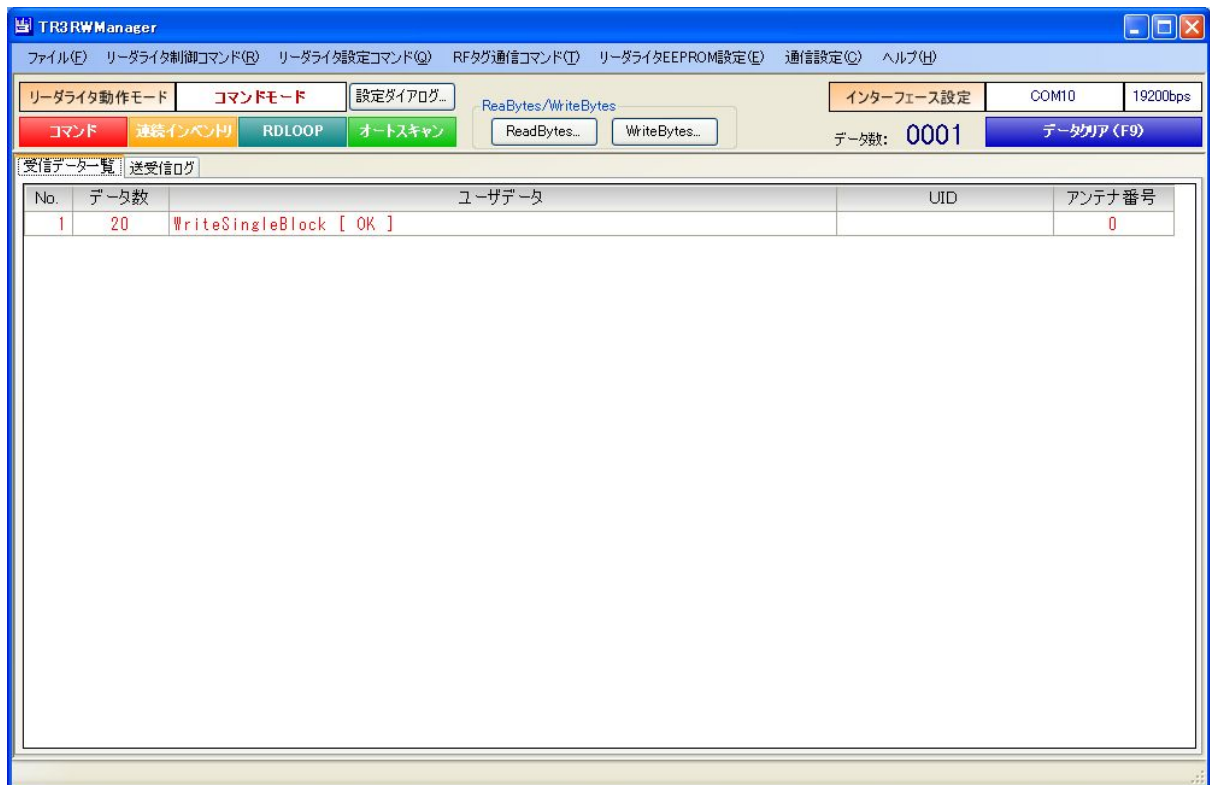 TR3RWManager
ファイル(F) リーダライタ制御コマンド(R) リーダライタ設定コマンド(Q) RFタグ通信コマンド(T) リーダライタEEPROM設定(E) 通信設定(C) ヘルプ(H)
リーダライタ動作モード コマンドモード 設定ダイアログ... ReaBytes/WriteBytes インターフェース設定 COM10 19200bps
コマンド 連続インベントリ RDLOOP オートスキャン ReadBytes... WriteBytes... データ数: 0001 データクリア(F9)
受信データ一覧 送受信ログ
No. データ数 ユーザデータ UID アンテナ番号
1 20 WriteSingleBlock [ OK ] 0